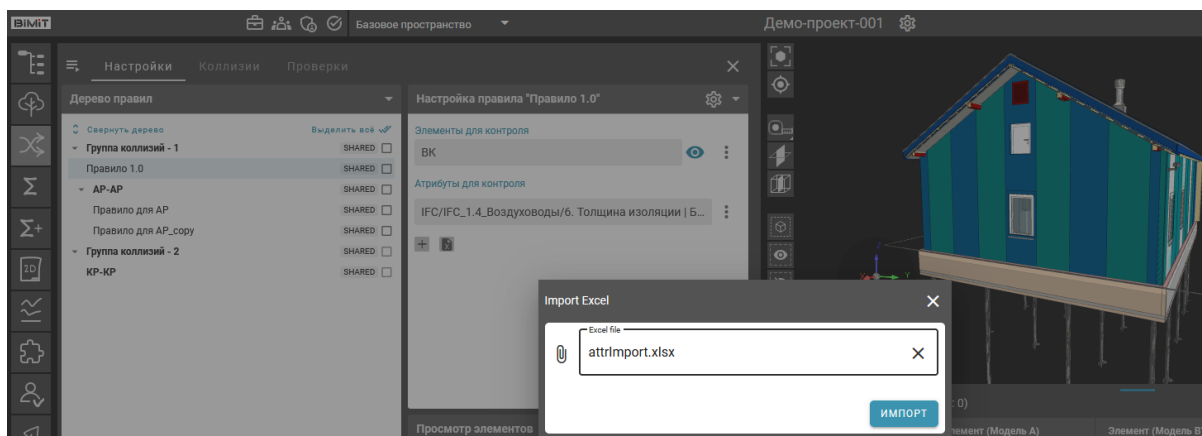 BIMIT
Базовое пространство
Демо-проект-001
Настройки
Коллизии
Проверки
Дерево правил
Свернуть дерево
Выделить всё
Группа коллизий - 1
SHARED
Правило 1.0
SHARED
АР-АР
SHARED
Правило для АР
SHARED
Правило для АР_copy
SHARED
Группа коллизий - 2
SHARED
КР-КР
SHARED
Настройка правила "Правило 1.0"
Элементы для контроля
ВК
Атрибуты для контроля
IFC/IFC_1.4_Воздуховоды/6. Толщина изоляции | Б...
2D
Import Excel
Excel file
attrImport.xlsx
ИМПОРТ
Просмотр элементов
: 0)
лемент (Модель А)
Элемент (Модель В
Z
Y